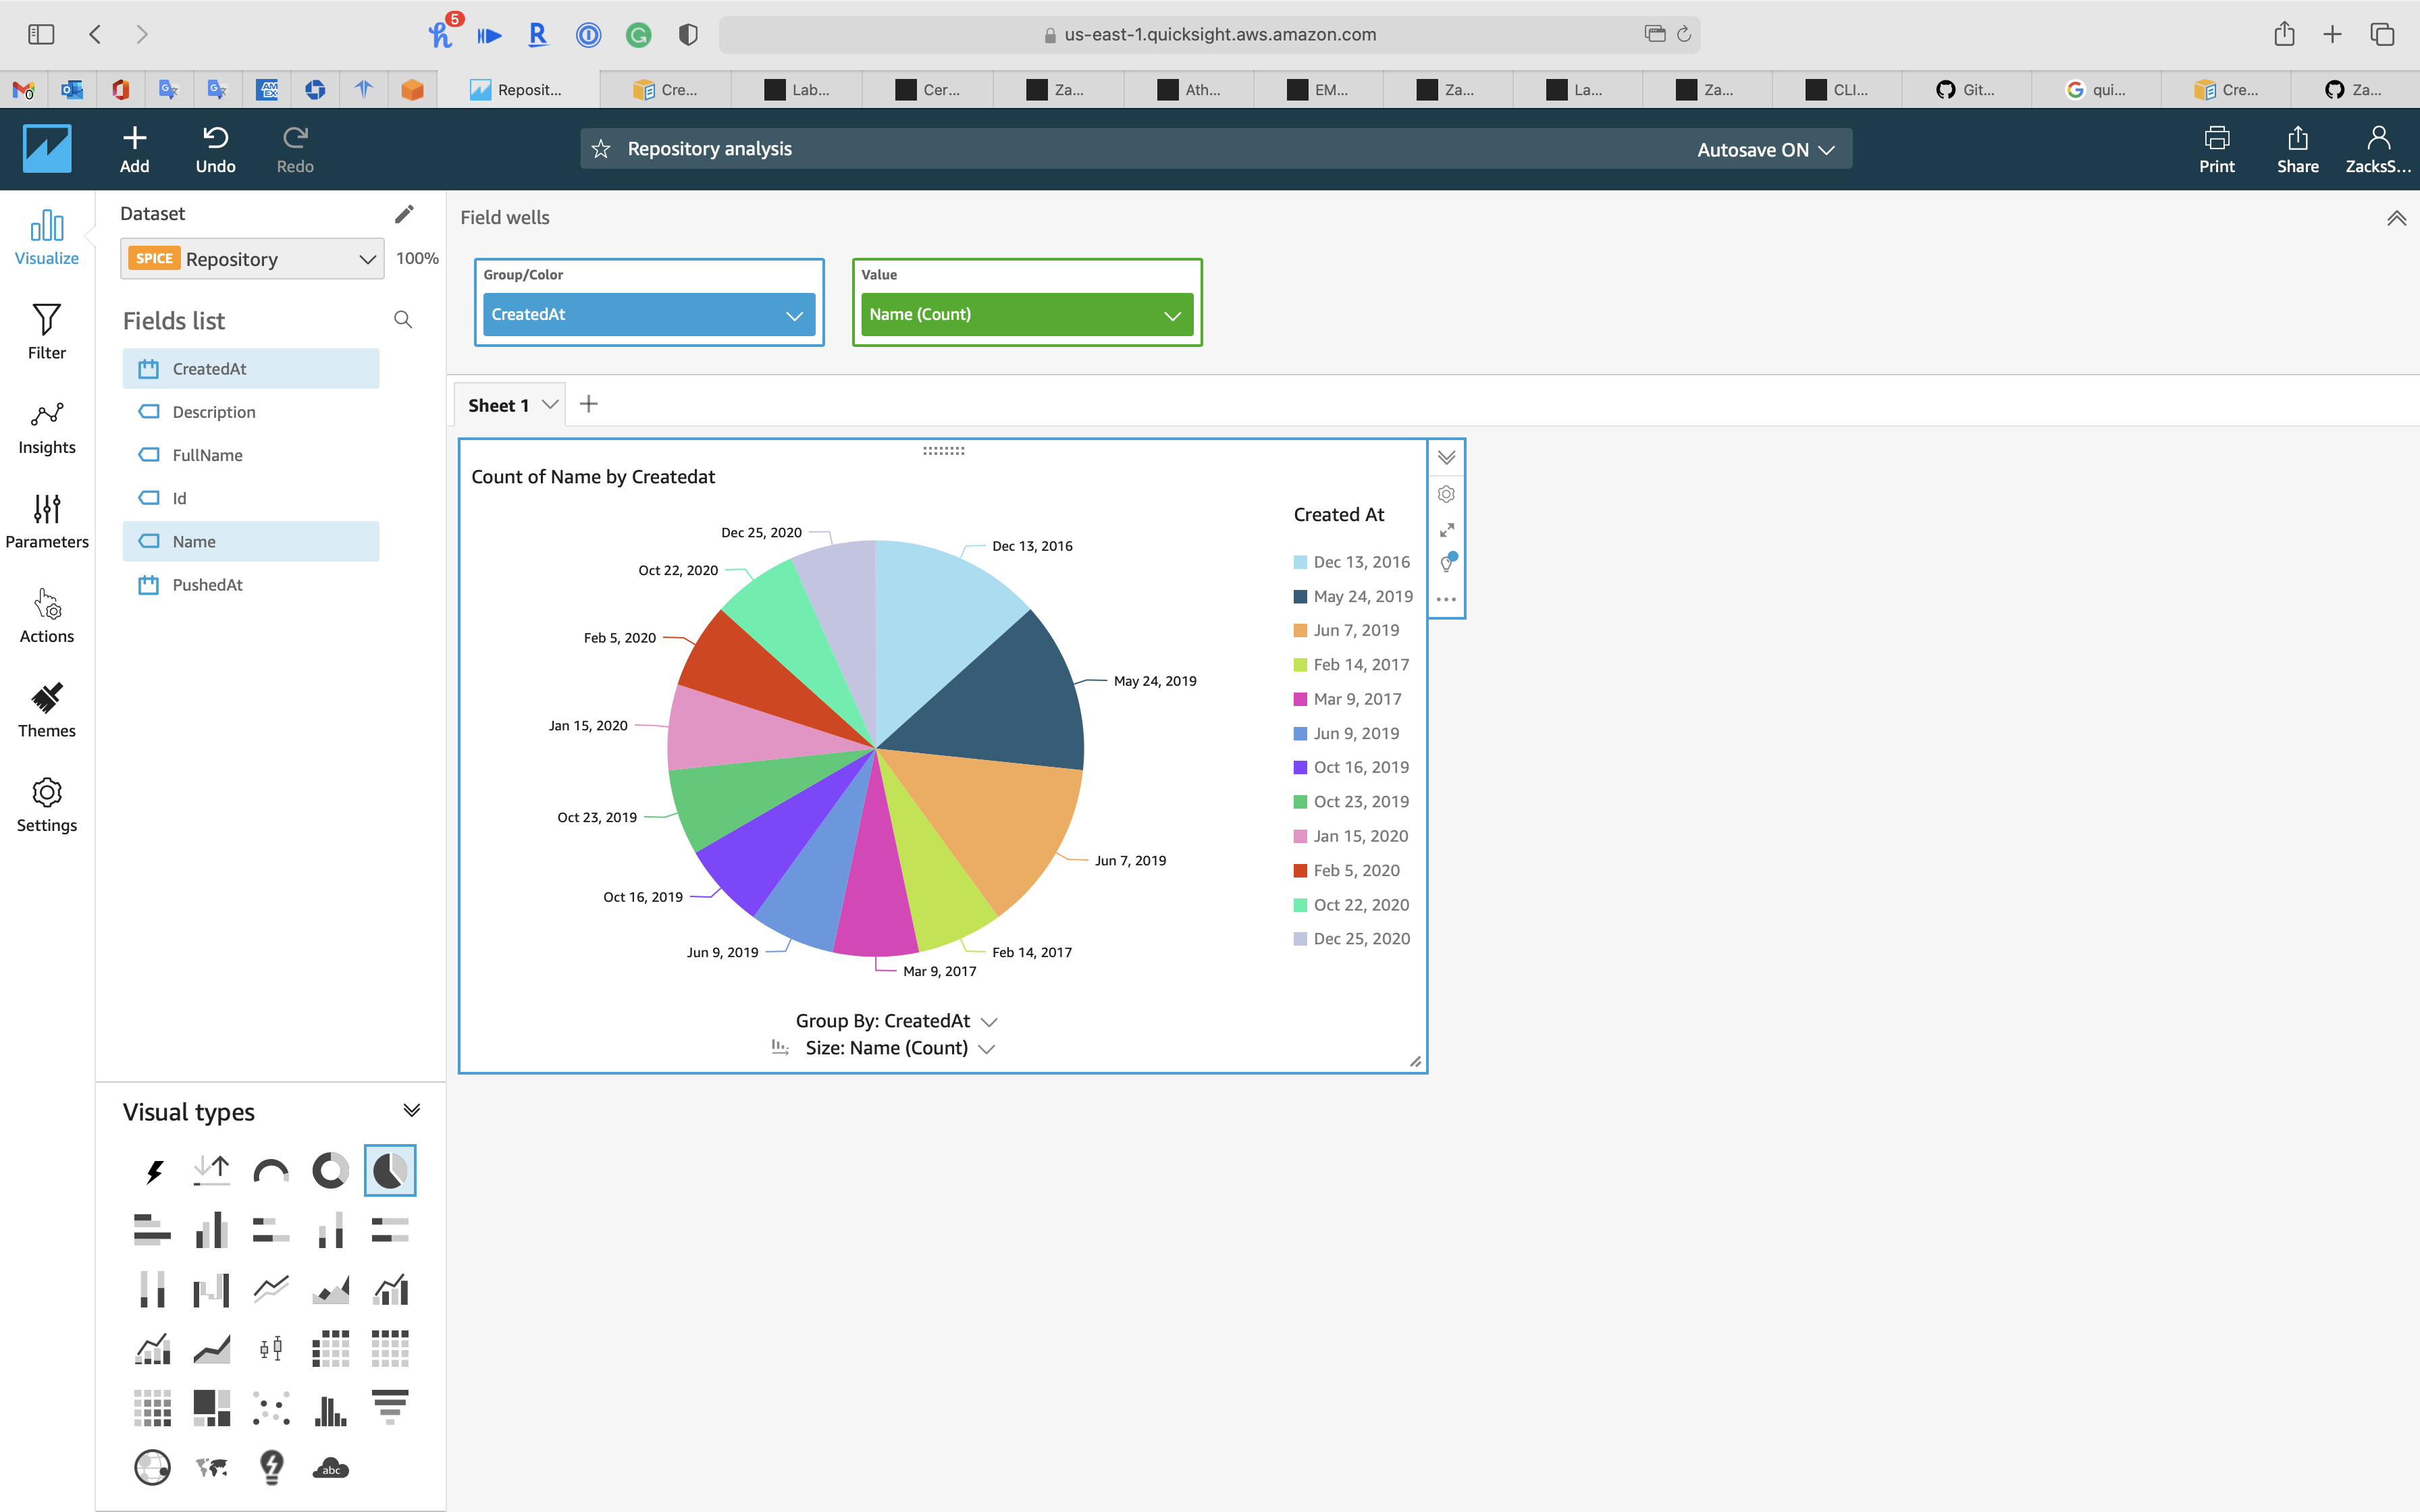 5
us-east-1.quicksight.aws.amazon.com
0
AM
EX
Reposit...
Cre...
Lab...
Cer...
Za...
Ath...
EM...
Za...
La...
Za...
CLI...
Git...
qui...
Cre...
Za...
Add
Undo
Redo
Repository analysis
Autosave ON
Print
Share
ZacksS...
Visualize
Filter
Insights
Parameters
Actions
Themes
Settings
Dataset
SPICE Repository
100%
Fields list
CreatedAt
Description
FullName
Id
Name
PushedAt
Field wells
Group/Color
CreatedAt
Value
Name (Count)
Sheet 1
Count of Name by Createdat
Dec 25, 2020
Dec 13, 2016
Oct 22, 2020
Feb 5, 2020
May 24, 2019
Jan 15, 2020
Oct 23, 2019
Jun 7, 2019
Oct 16, 2019
Jun 9, 2019
Feb 14, 2017
Mar 9, 2017
Group By: CreatedAt
Size: Name (Count)
Created At
Dec 13, 2016
May 24, 2019
Jun 7, 2019
Feb 14, 2017
Mar 9, 2017
Jun 9, 2019
Oct 16, 2019
Oct 23, 2019
Jan 15, 2020
Feb 5, 2020
Oct 22, 2020
Dec 25, 2020
Visual types
abc